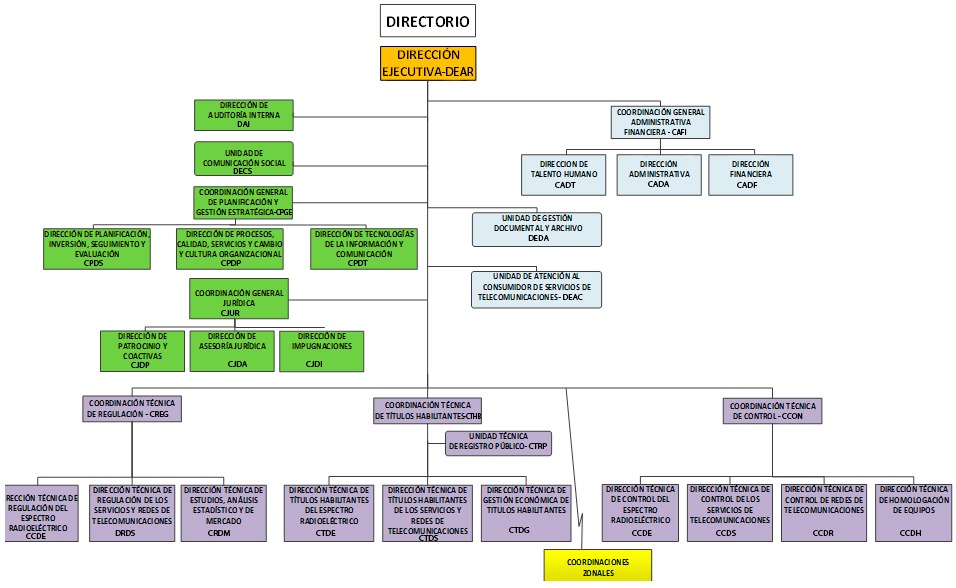 DIRECTORIO
DIRECCIÓN
EJECUTIVA-DEAR
DIRECCIÓN DE
AUDITORÍA INTERNA
DAI
COORDINACIÓN GENERAL
ADMINISTRATIVA
FINANCIERA - CAFI
UNIDAD DE
COMUNICACIÓN SOCIAL
DECS
DIRECCION DE
TALENTO HUMANO
CADT
DIRECCIÓN
ADMINISTRATIVA
CADA
DIRECCIÓN
FINANCIERA
CADF
COORDINACIÓN GENERAL
DE PLANIFICACIÓN Y
GESTIÓN ESTRATÉGICA-CPGE
UNIDAD DE GESTIÓN
DOCUMENTAL Y ARCHIVO
DEDA
DIRECCIÓN DE PLANIFICACIÓN,
INVERSIÓN, SEGUIMIENTO Y
EVALUACIÓN
CPDS
DIRECCIÓN DE PROCESOS,
CALIDAD, SERVICIOS Y CAMBIO
Y CULTURA ORGANIZACIONAL
CPDP
DIRECCIÓN DE TECNOLOGÍAS
DE LA INFORMACIÓN Y
COMUNICACIÓN
CPDT
UNIDAD DE ATENCIÓN AL
CONSUMIDOR DE SERVICIOS DE
TELECOMUNICACIONES- DEAC
COORDINACIÓN GENERAL
JURÍDICA
CJUR
DIRECCIÓN DE
PATROCINIO Y
COACTIVAS
CJDP
DIRECCIÓN DE
ASESORÍA JURÍDICA
CJDA
DIRECCIÓN DE
IMPUGNACIONES
CJDI
COORDINACIÓN TÉCNICA
DE REGULACIÓN - CREG
COORDINACIÓN TÉCNICA
DE TÍTULOS HABILITANTES-CTHB
COORDINACIÓN TÉCNICA
DE CONTROL - CCON
UNIDAD TÉCNICA
DE REGISTRO PÚBLICO- CTRP
RECCIÓN TÉCNICA DE
REGULACIÓN DEL
ESPECTRO
RADIOELÉCTRICO
CCDE
DIRECCIÓN TÉCNICA DE
REGULACIÓN DE LOS
SERVICIOS Y REDES DE
TELECOMUNICACIONES
DRDS
DIRECCIÓN TÉCNICA DE
ESTUDIOS, ANÁLISIS
ESTADÍSTICO Y DE
MERCADO
CRDM
DIRECCIÓN TÉCNICA DE
TÍTULOS HABILITANTES
DEL ESPECTRO
RADIOELÉCTRICO
CTDE
DIRECCIÓN TÉCNICA DE
TÍTULOS HABILITANTES
DE LOS SERVICIOS Y
REDES DE
TELECOMUNICACIONES
CTDS
DIRECCIÓN TÉCNICA DE
GESTIÓN ECONÓMICA DE
TITULOS HABILITANTES
CTDG
DIRECCIÓN TÉCNICA
DE CONTROL DEL
ESPECTRO
RADIOELÉCTRICO
CCDE
DIRECCIÓN TÉCNICA DE
CONTROL DE LOS
SERVICIOS DE
TELECOMUNICACIONES
CCDS
DIRECCIÓN TÉCNICA DE
CONTROL DE REDES DE
TELECOMUNICACIONES
CCDR
DIRECCIÓN TÉCNICA
DE HOMOLOGACIÓN
DE EQUIPOS
CCDH
COORDINACIONES
ZONALES